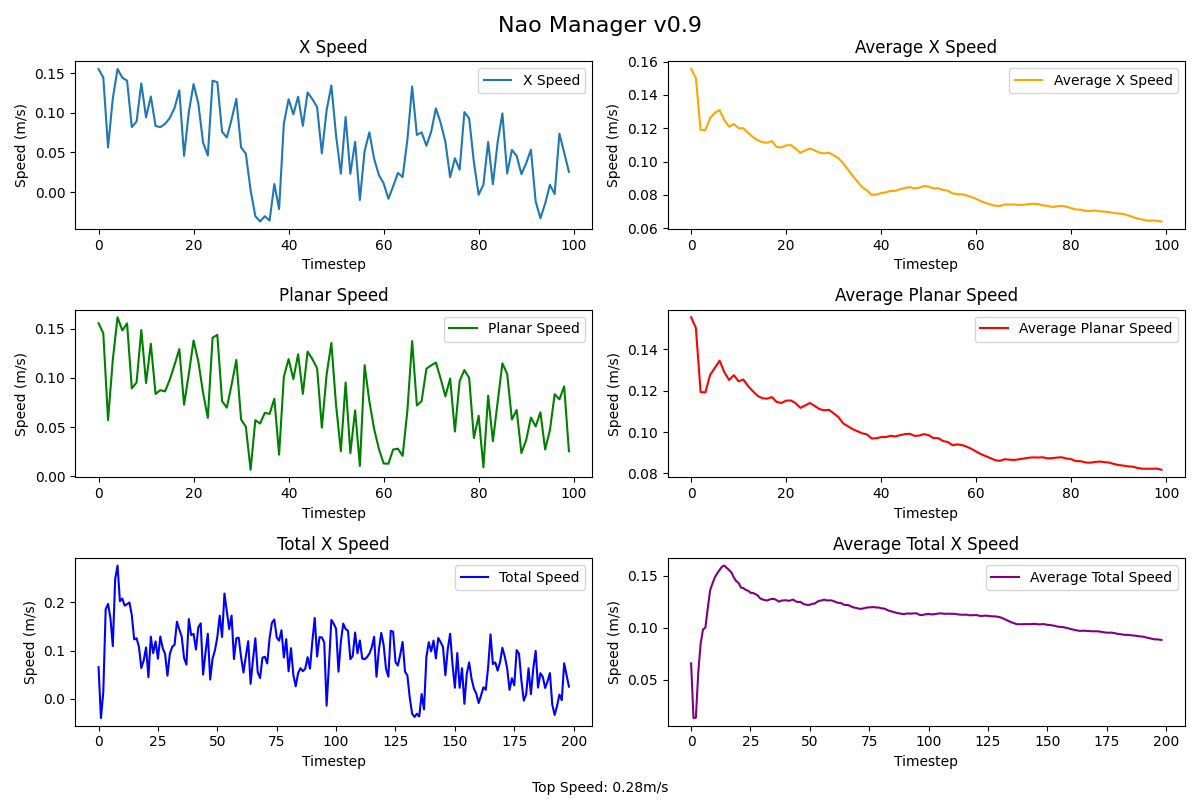 Nao Manager v0.9
X Speed
Speed (m/s)
0.15
0.10
0.05
0.00
X Speed
0 20 40 60 80 100
Timestep
Average X Speed
Speed (m/s)
0.16
0.14
0.12
0.10
0.08
0.06
Average X Speed
0 20 40 60 80 100
Timestep
Planar Speed
Speed (m/s)
0.15
0.10
0.05
0.00
Planar Speed
0 20 40 60 80 100
Timestep
Average Planar Speed
Speed (m/s)
0.14
0.12
0.10
0.08
Average Planar Speed
0 20 40 60 80 100
Timestep
Total X Speed
Speed (m/s)
0.2
0.1
0.0
Total Speed
0 25 50 75 100 125 150 175 200
Timestep
Average Total X Speed
Speed (m/s)
0.15
0.10
0.05
Average Total Speed
0 25 50 75 100 125 150 175 200
Timestep
Top Speed: 0.28m/s